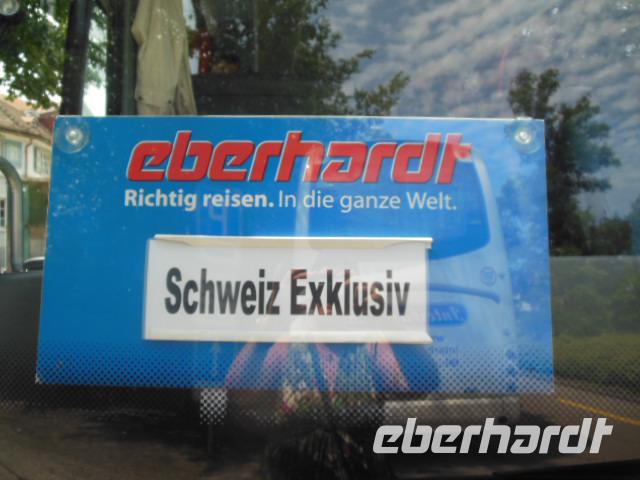 eberhardt
Richtig reisen. In die ganze Welt.
Schweiz Exklusiv
eberhardt